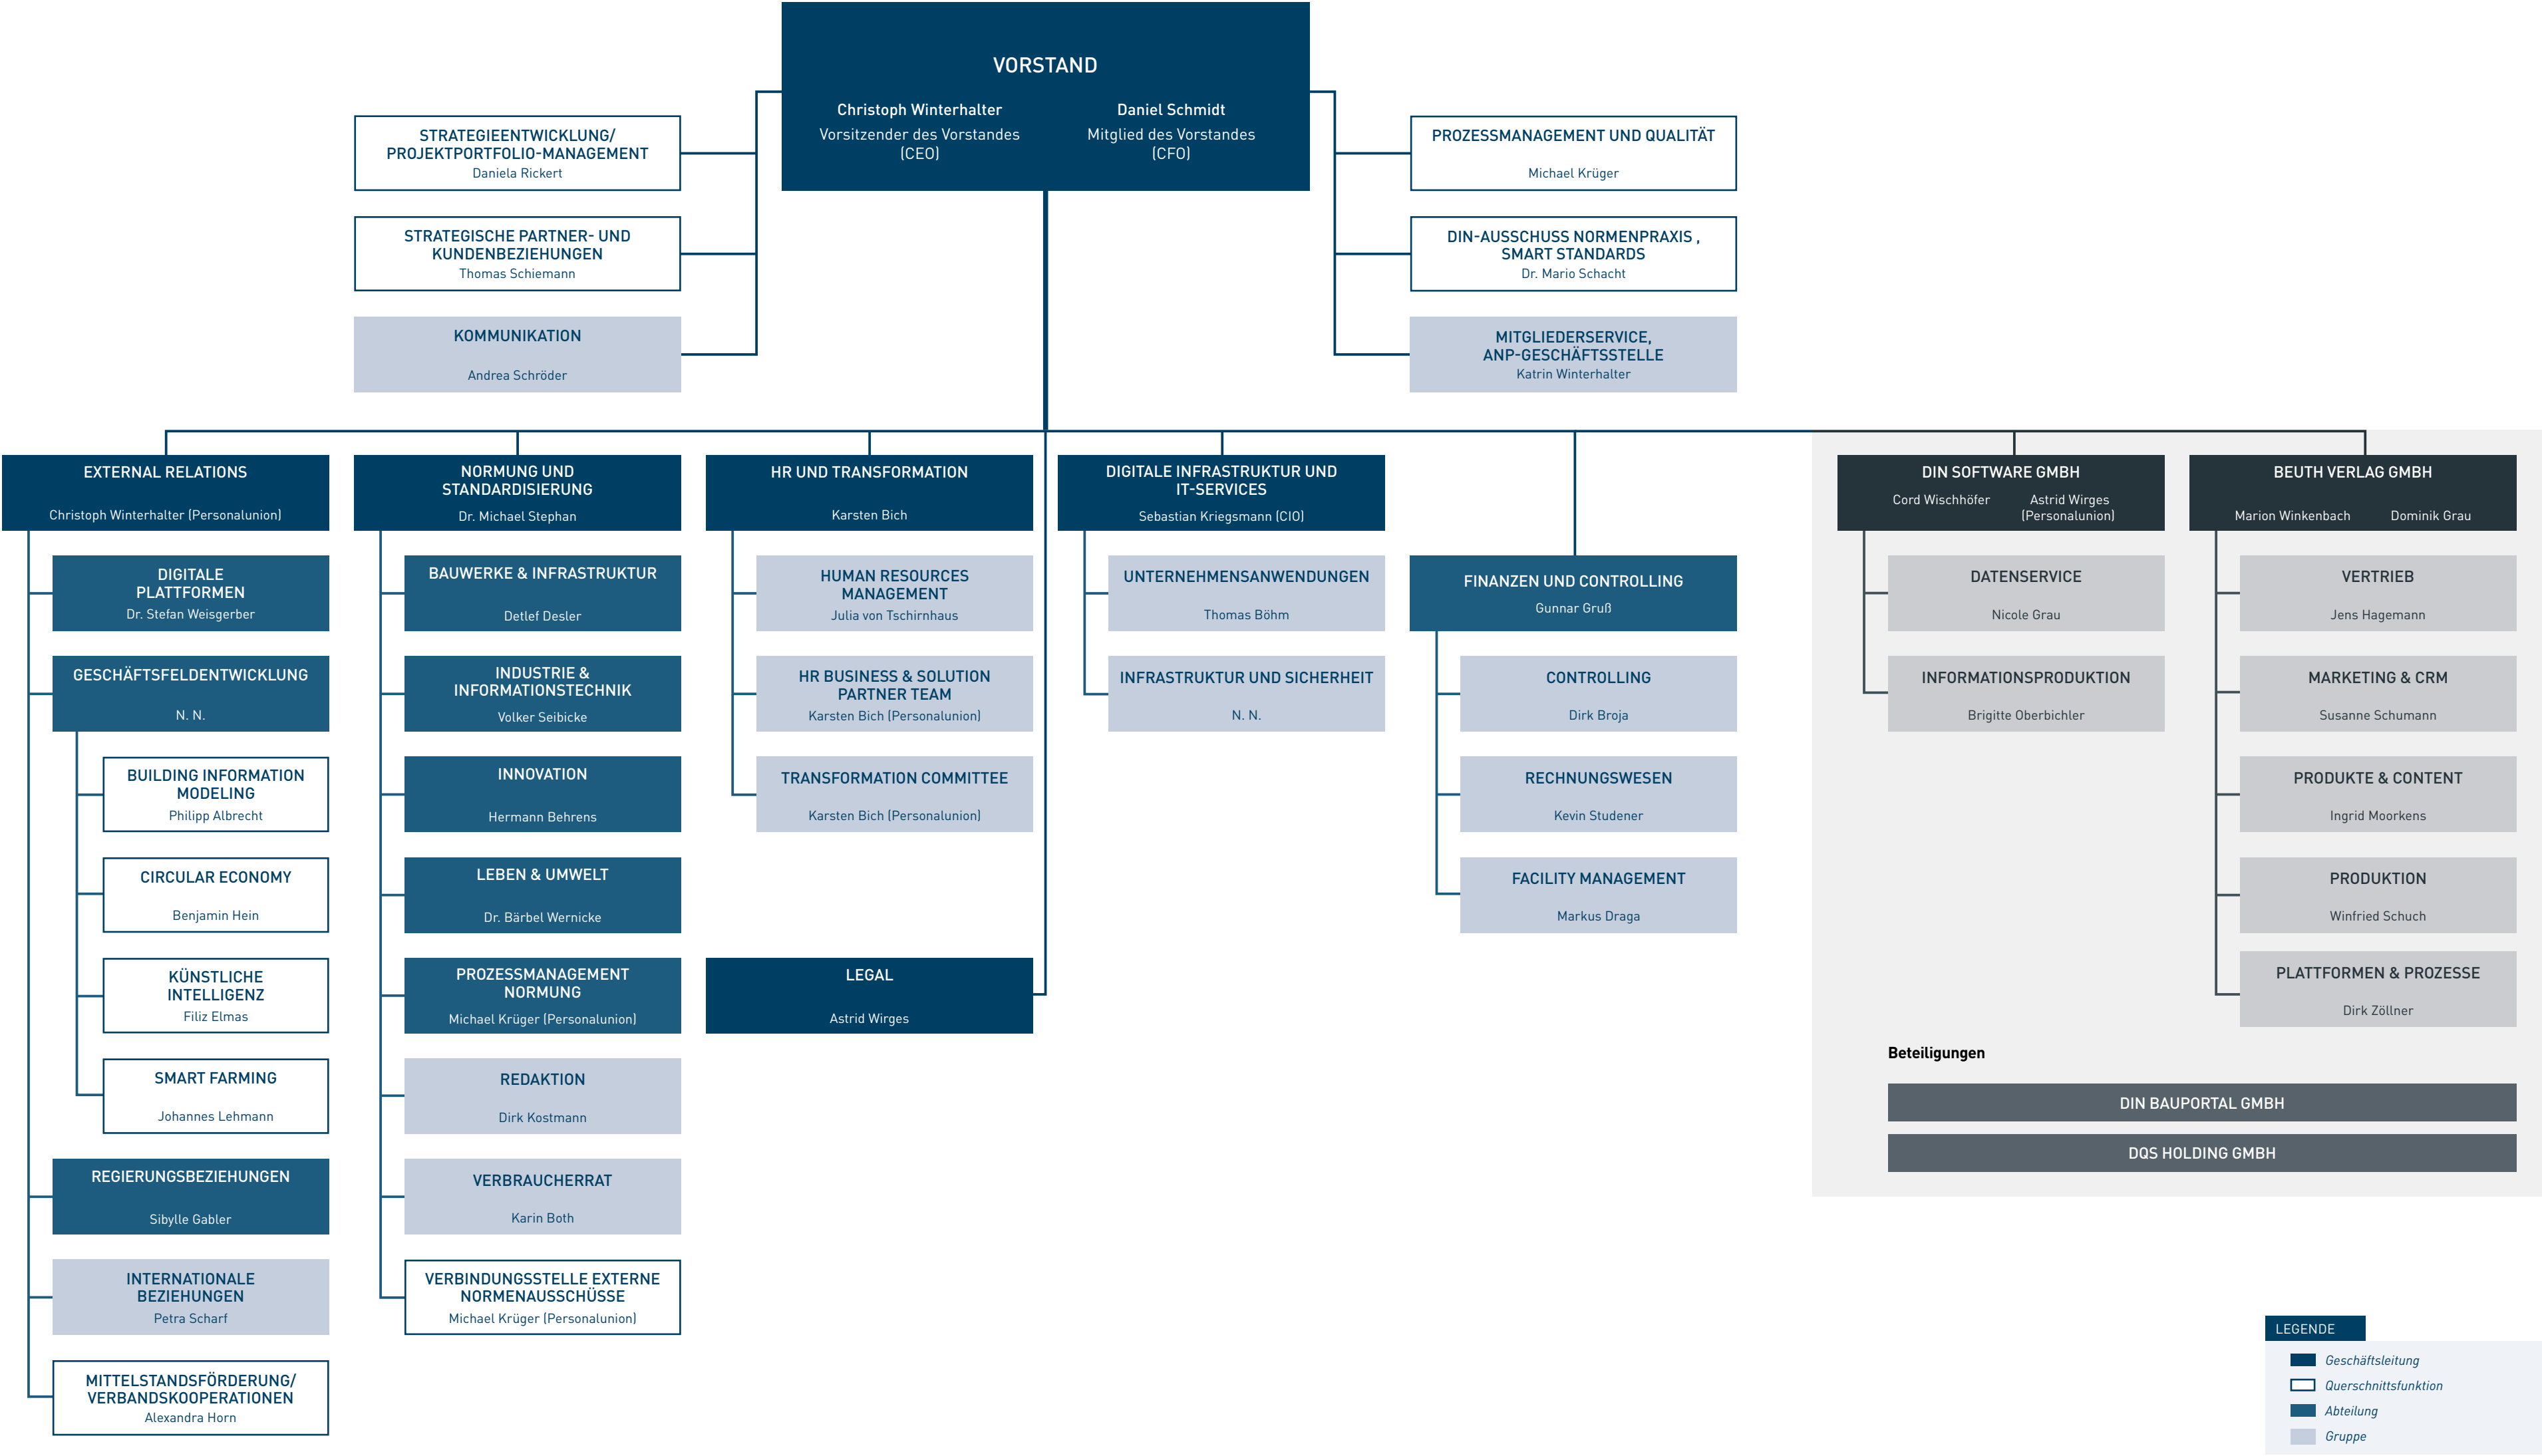 VORSTAND
Christoph Winterhalter
Vorsitzender des Vorstandes
(CEO)
Daniel Schmidt
Mitglied des Vorstandes
(CFO)
STRATEGIEENTWICKLUNG/
PROJEKTPORTFOLIO-MANAGEMENT
Daniela Rickert
STRATEGISCHE PARTNER- UND
KUNDENBEZIEHUNGEN
Thomas Schiemann
KOMMUNIKATION
Andrea Schröder
PROZESSMANAGEMENT UND QUALITÄT
Michael Krüger
DIN-AUSSCHUSS NORMENPRAXIS ,
SMART STANDARDS
Dr. Mario Schacht
MITGLIEDERSERVICE,
ANP-GESCHÄFTSSTELLE
Katrin Winterhalter
EXTERNAL RELATIONS
Christoph Winterhalter (Personalunion)
DIGITALE
PLATTFORMEN
Dr. Stefan Weisgerber
GESCHÄFTSFELDENTWICKLUNG
N. N.
BUILDING INFORMATION
MODELING
Philipp Albrecht
CIRCULAR ECONOMY
Benjamin Hein
KÜNSTLICHE
INTELLIGENZ
Filiz Elmas
SMART FARMING
Johannes Lehmann
REGIERUNGSBEZIEHUNGEN
Sibylle Gabler
INTERNATIONALE
BEZIEHUNGEN
Petra Scharf
MITTELSTANDSFÖRDERUNG/
VERBANDSKOOPERATIONEN
Alexandra Horn
NORMUNG UND
STANDARDISIERUNG
Dr. Michael Stephan
BAUWERKE & INFRASTRUKTUR
Detlef Desler
INDUSTRIE &
INFORMATIONSTECHNIK
Volker Seibicke
INNOVATION
Hermann Behrens
LEBEN & UMWELT
Dr. Bärbel Wernicke
PROZESSMANAGEMENT
NORMUNG
Michael Krüger (Personalunion)
REDAKTION
Dirk Kostmann
VERBRAUCHERRAT
Karin Both
VERBINDUNGSSTELLE EXTERNE
NORMENAUSSCHÜSSE
Michael Krüger (Personalunion)
HR UND TRANSFORMATION
Karsten Bich
HUMAN RESOURCES
MANAGEMENT
Julia von Tschirnhaus
HR BUSINESS & SOLUTION
PARTNER TEAM
Karsten Bich (Personalunion)
TRANSFORMATION COMMITTEE
Karsten Bich (Personalunion)
LEGAL
Astrid Wirges
DIGITALE INFRASTRUKTUR UND
IT-SERVICES
Sebastian Kriegsmann (CIO)
UNTERNEHMENSANWENDUNGEN
Thomas Böhm
INFRASTRUKTUR UND SICHERHEIT
N. N.
FINANZEN UND CONTROLLING
Gunnar Gruß
CONTROLLING
Dirk Broja
RECHNUNGSWESEN
Kevin Studener
FACILITY MANAGEMENT
Markus Draga
DIN SOFTWARE GMBH
Cord Wischhöfer
Astrid Wirges
(Personalunion)
DATENSERVICE
Nicole Grau
INFORMATIONSPRODUKTION
Brigitte Oberbichler
BEUTH VERLAG GMBH
Marion Winkenbach
Dominik Grau
VERTRIEB
Jens Hagemann
MARKETING & CRM
Susanne Schumann
PRODUKTE & CONTENT
Ingrid Moorkens
PRODUKTION
Winfried Schuch
PLATTFORMEN & PROZESSE
Dirk Zöllner
Beteiligungen
DIN BAUPORTAL GMBH
DQS HOLDING GMBH
LEGENDE
Geschäftsleitung
Querschnittsfunktion
Abteilung
Gruppe